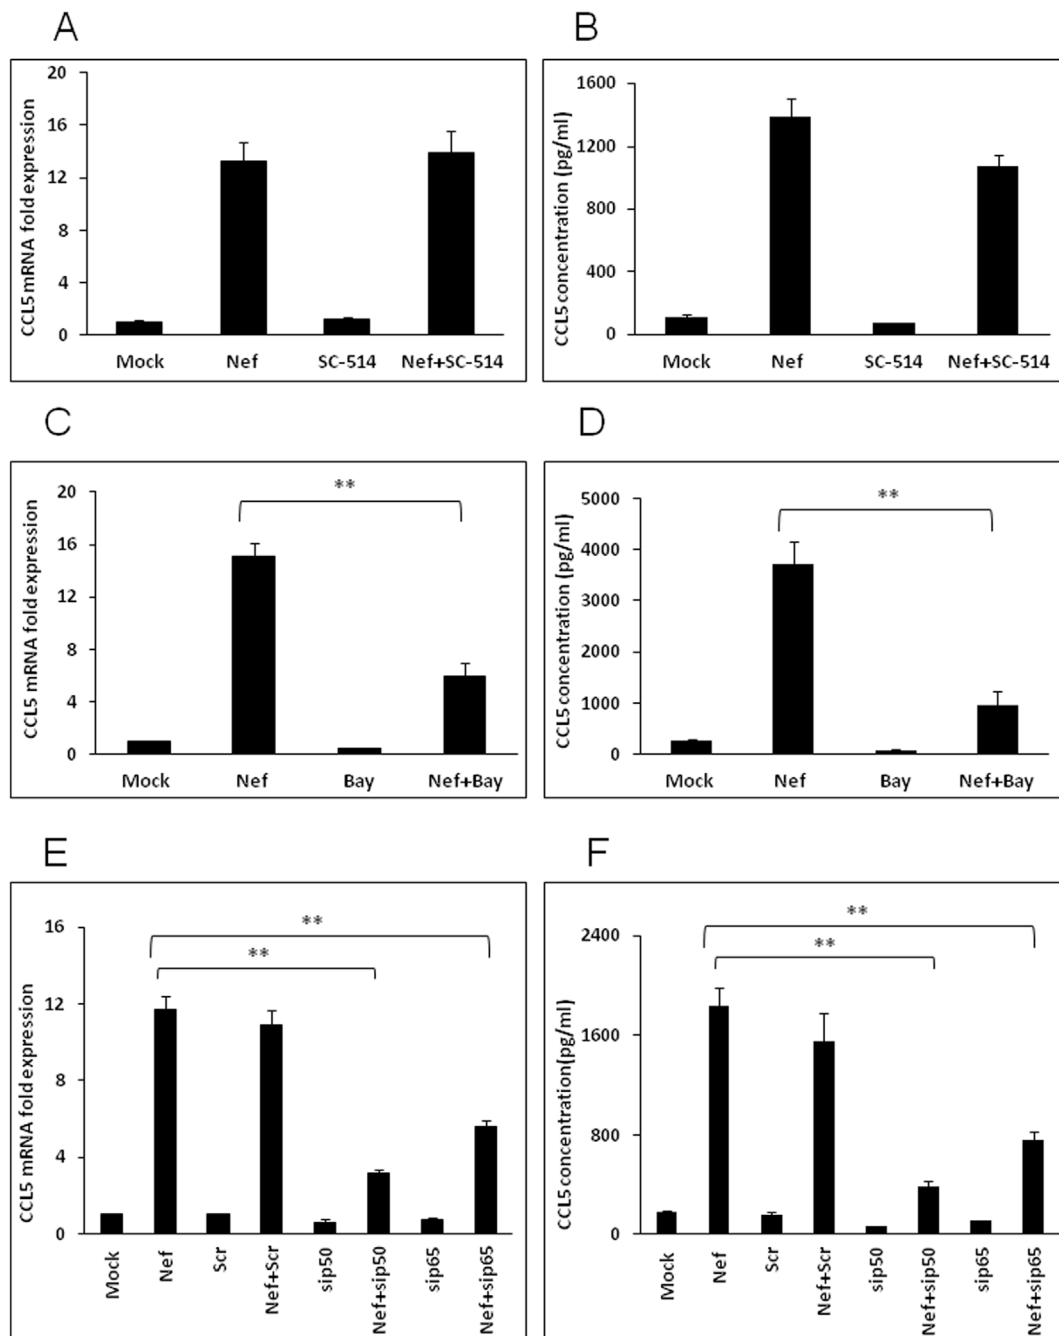 A
CCL5 mRNA fold expression
20
16
12
8
4
0
Mock Nef SC-514 Nef+SC-514
B
CCL5 concentration (pg/ml)
1600
1200
800
400
0
Mock Nef SC-514 Nef+SC-514
C
CCL5 mRNA fold expression
20
16
12
8
4
0
**
Mock Nef Bay Nef+Bay
D
CCL5 concentration (pg/ml)
5000
4000
3000
2000
1000
0
**
Mock Nef Bay Nef+Bay
E
CCL5 mRNA fold expression
16
12
8
4
0
**
**
Mock
Nef
Scr
Nef+Scr
sip50
Nef+sip50
sip65
Nef+sip65
F
CCL5 concentration(pg/ml)
2400
1600
800
0
**
**
Mock
Nef
Scr
Nef+Scr
sip50
Nef+sip50
sip65
Nef+sip65